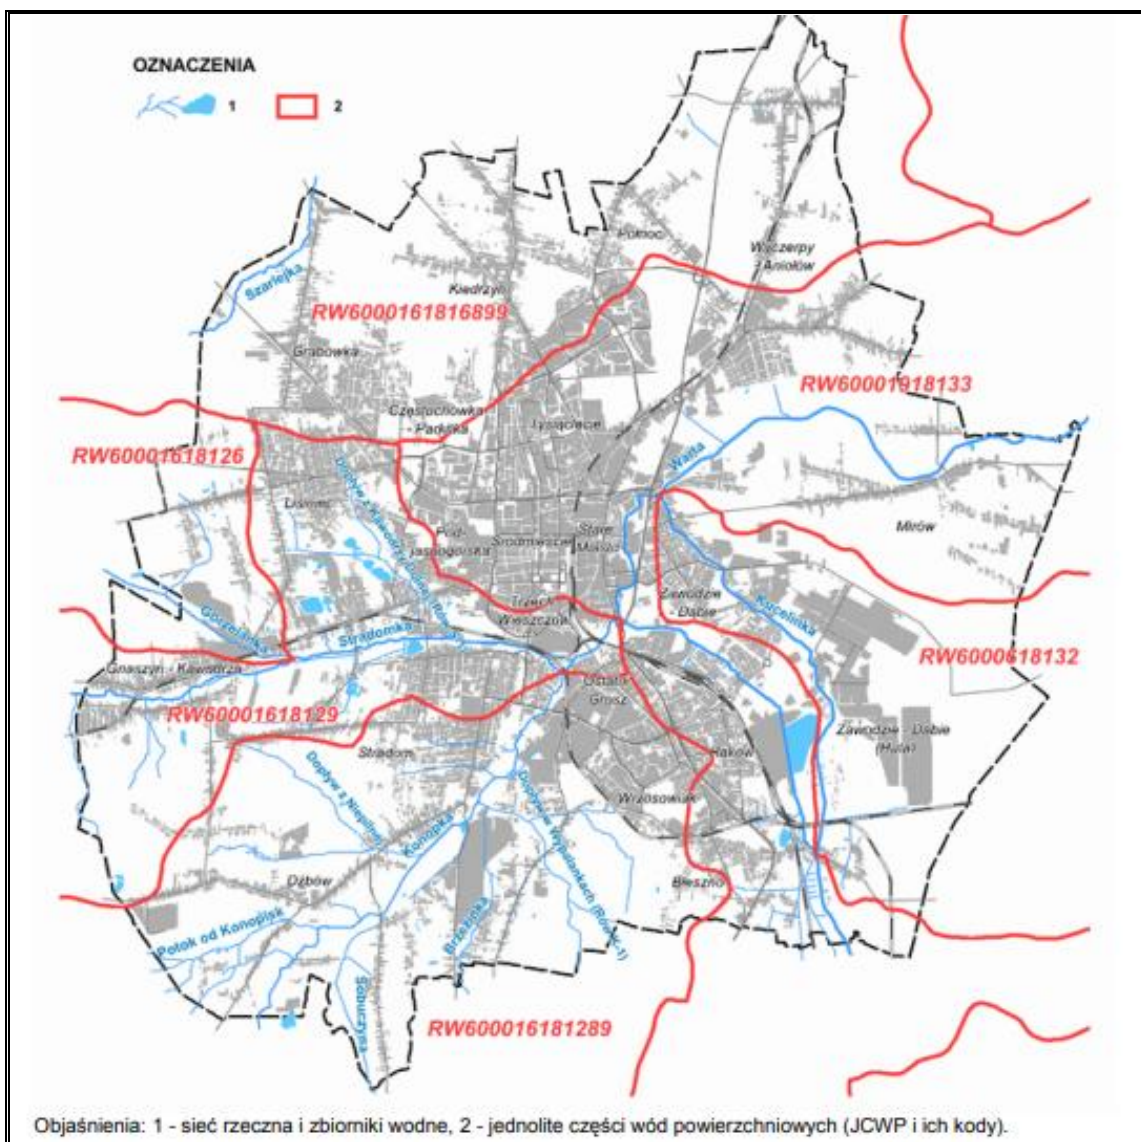 OZNACZENIA
1
2
Północ
Wyczerpy
- Aniołów
Szarlejka
Kiedrzyn
RW6000161816899
Grabówka
RW60001918133
Częstochówka
- Parkitka
Tysiąclecie
RW60001618126
Warta
Lisiniec
Mirów
Pod-
jasnogórska
Śródmieście
Stare
Miasto
Zawodzie
- Dąbie
Kucelinka
Trzech
Wieszczów
Gorzelanka
Stradomka
RW6000618132
Gnaszyn - Kawodrza
Ostatni
Grosz
RW60001618129
Stradom
Raków
Zawodzie - Dąbie
(Huta)
Wrzosowiak
Konopka
Dźbów
Błeszno
Potok od Konopisk
Brzezinka
Sobuczyna
RW600016181289
Objaśnienia: 1 - sieć rzeczna i zbiorniki wodne, 2 - jednolite części wód powierzchniowych (JCWP i ich kody).